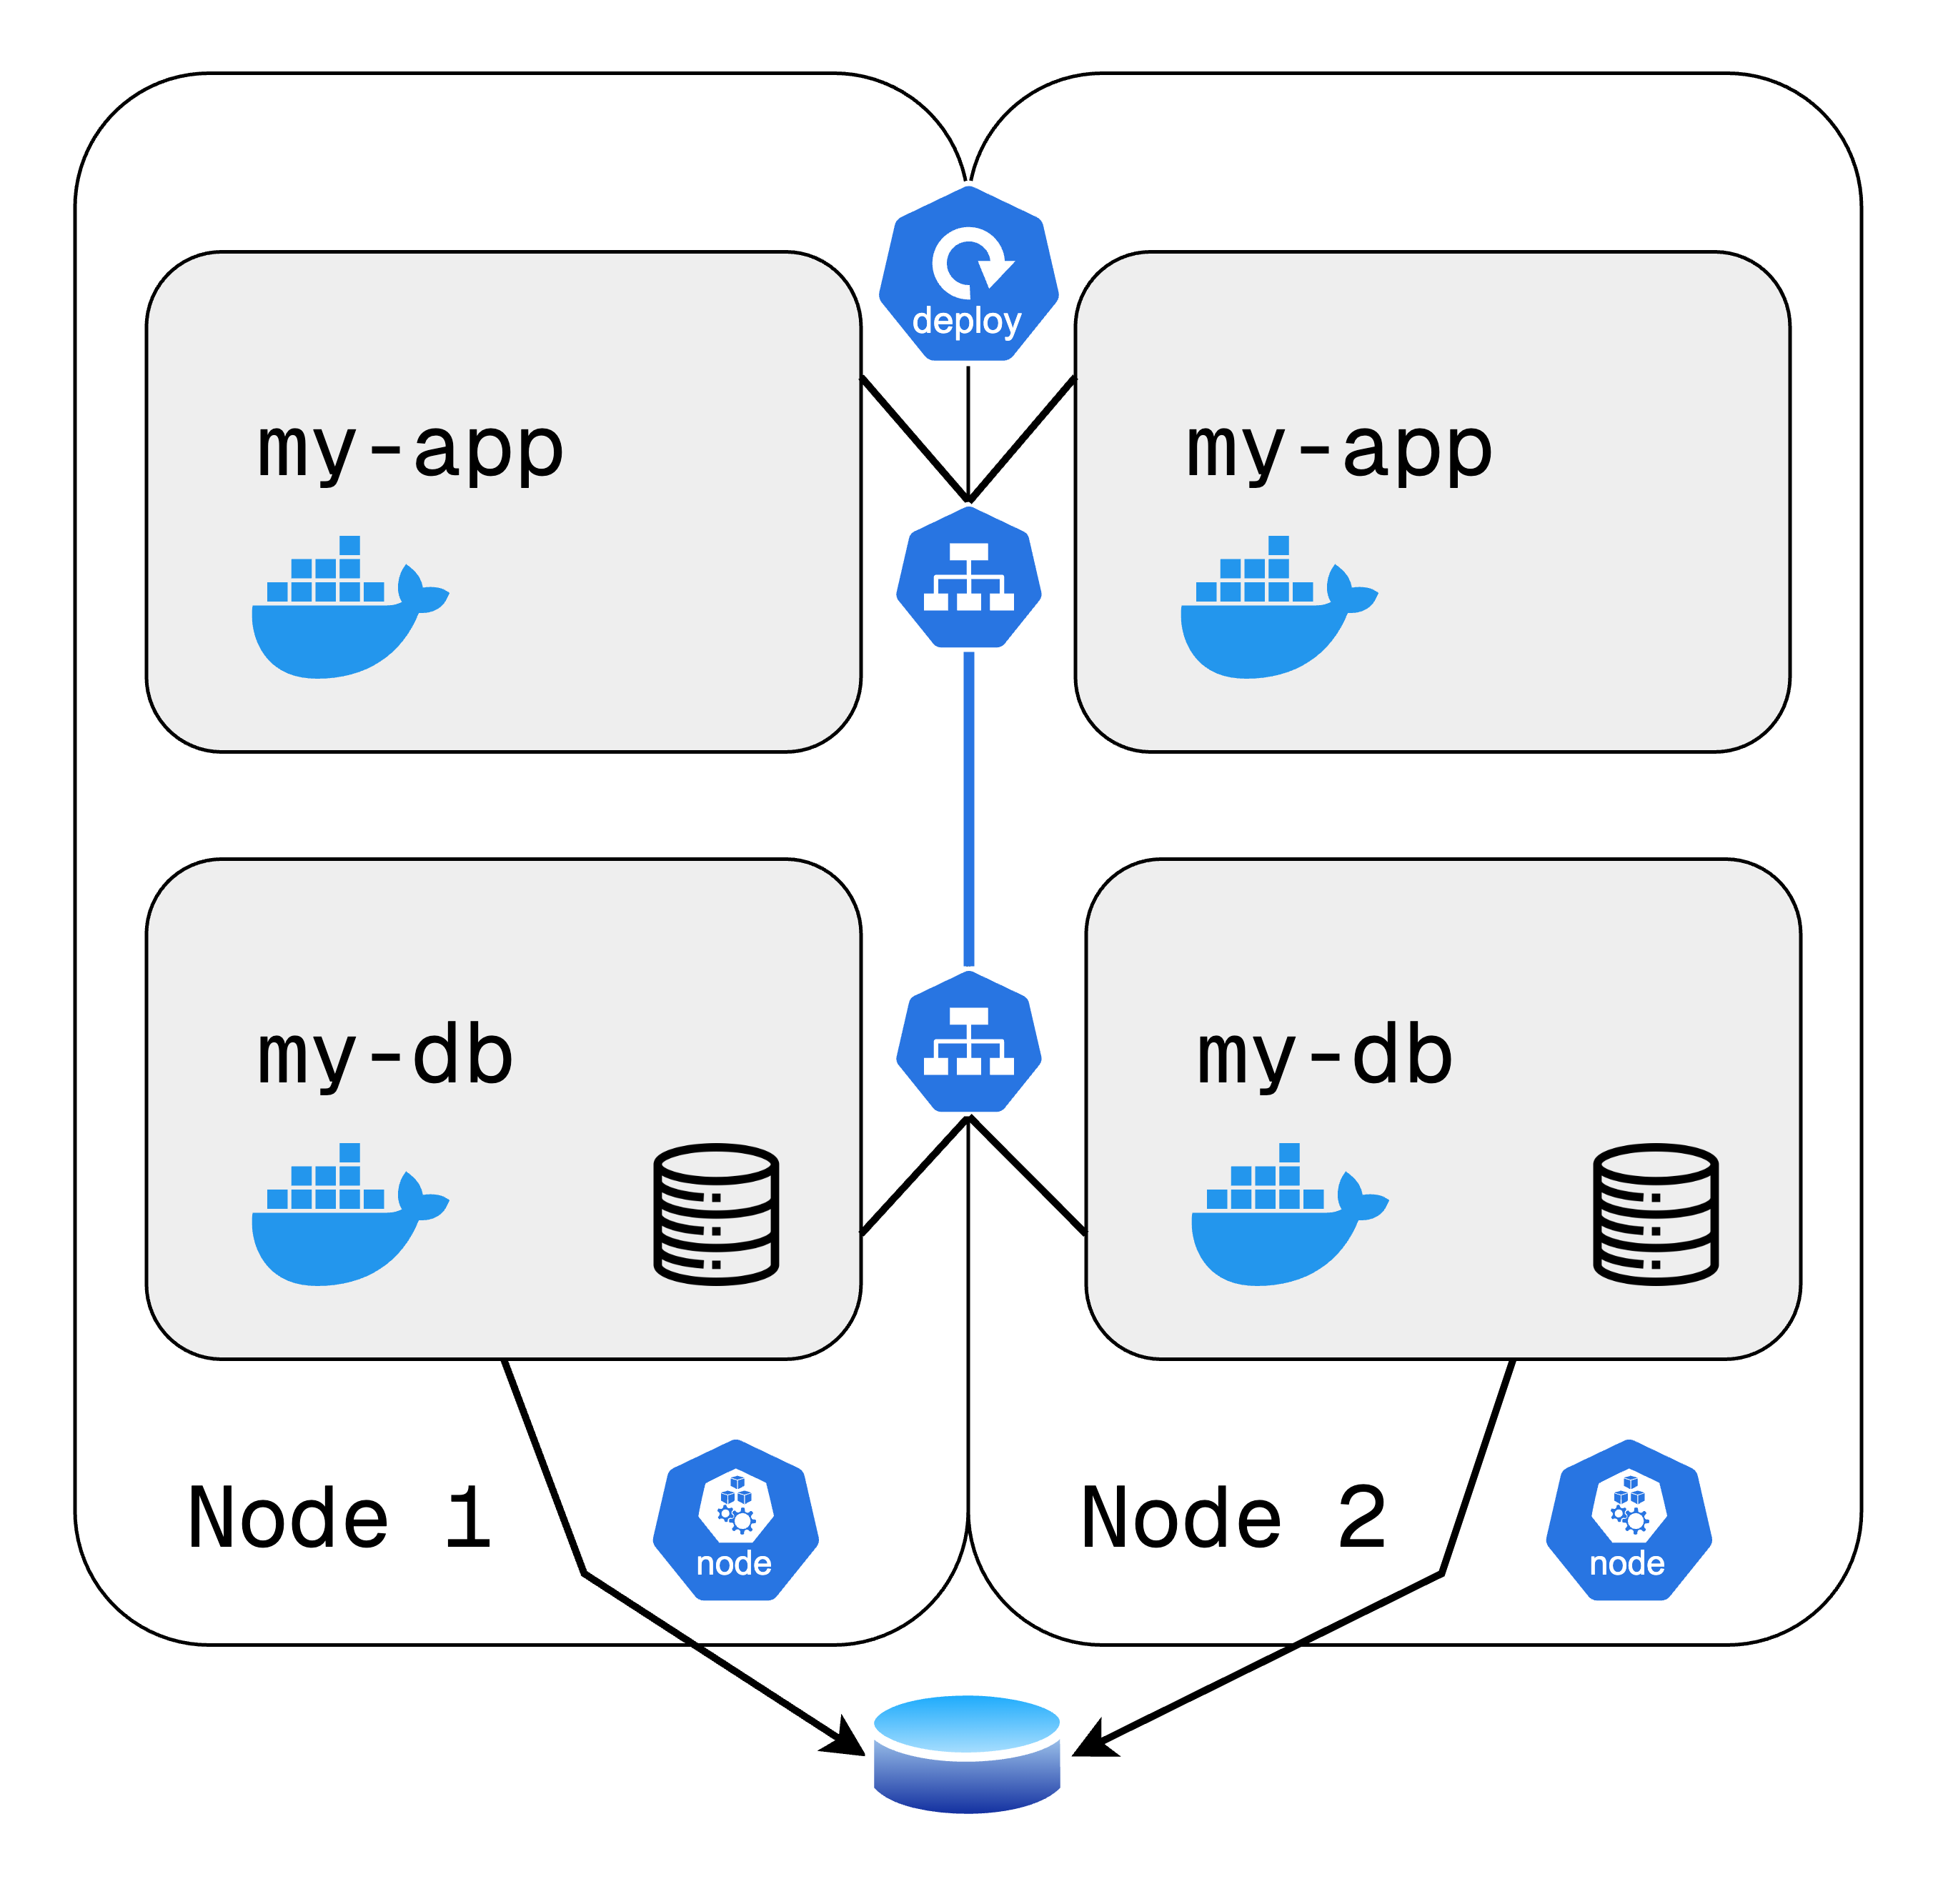 deploy
my-app
my-app
my-db
my-db
Node 1
node
Node 2
node